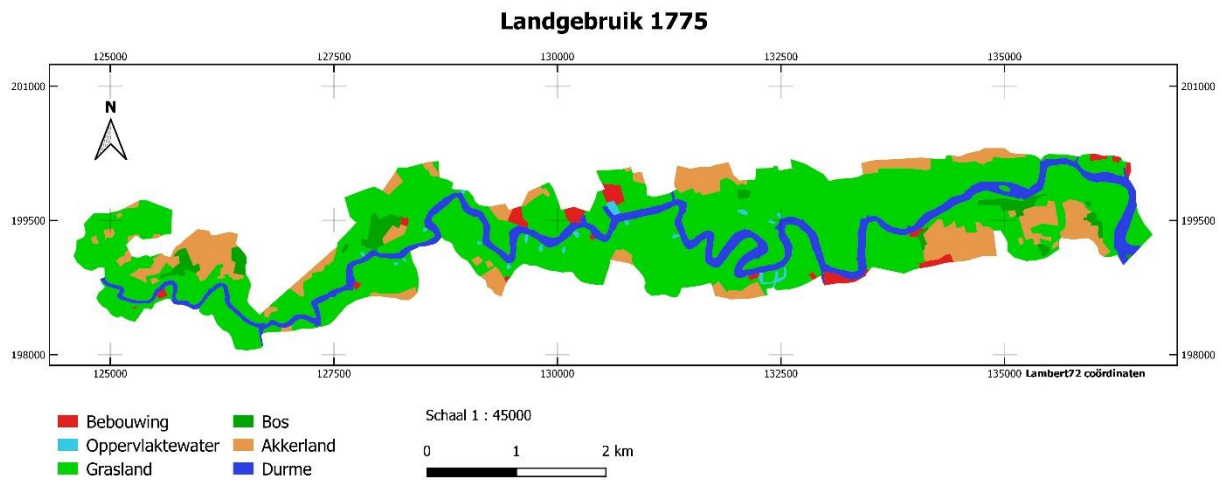 Landgebruik 1775
125000 127500 130000 132500 135000
201000 201000
N
199500 199500
198000 198000
125000 127500 130000 132500 135000 Lambert72 coördinaten
Bebouwing Bos
Oppervlaktewater Akkerland
Grasland Durme
Schaal 1 : 45000
0 1 2 km